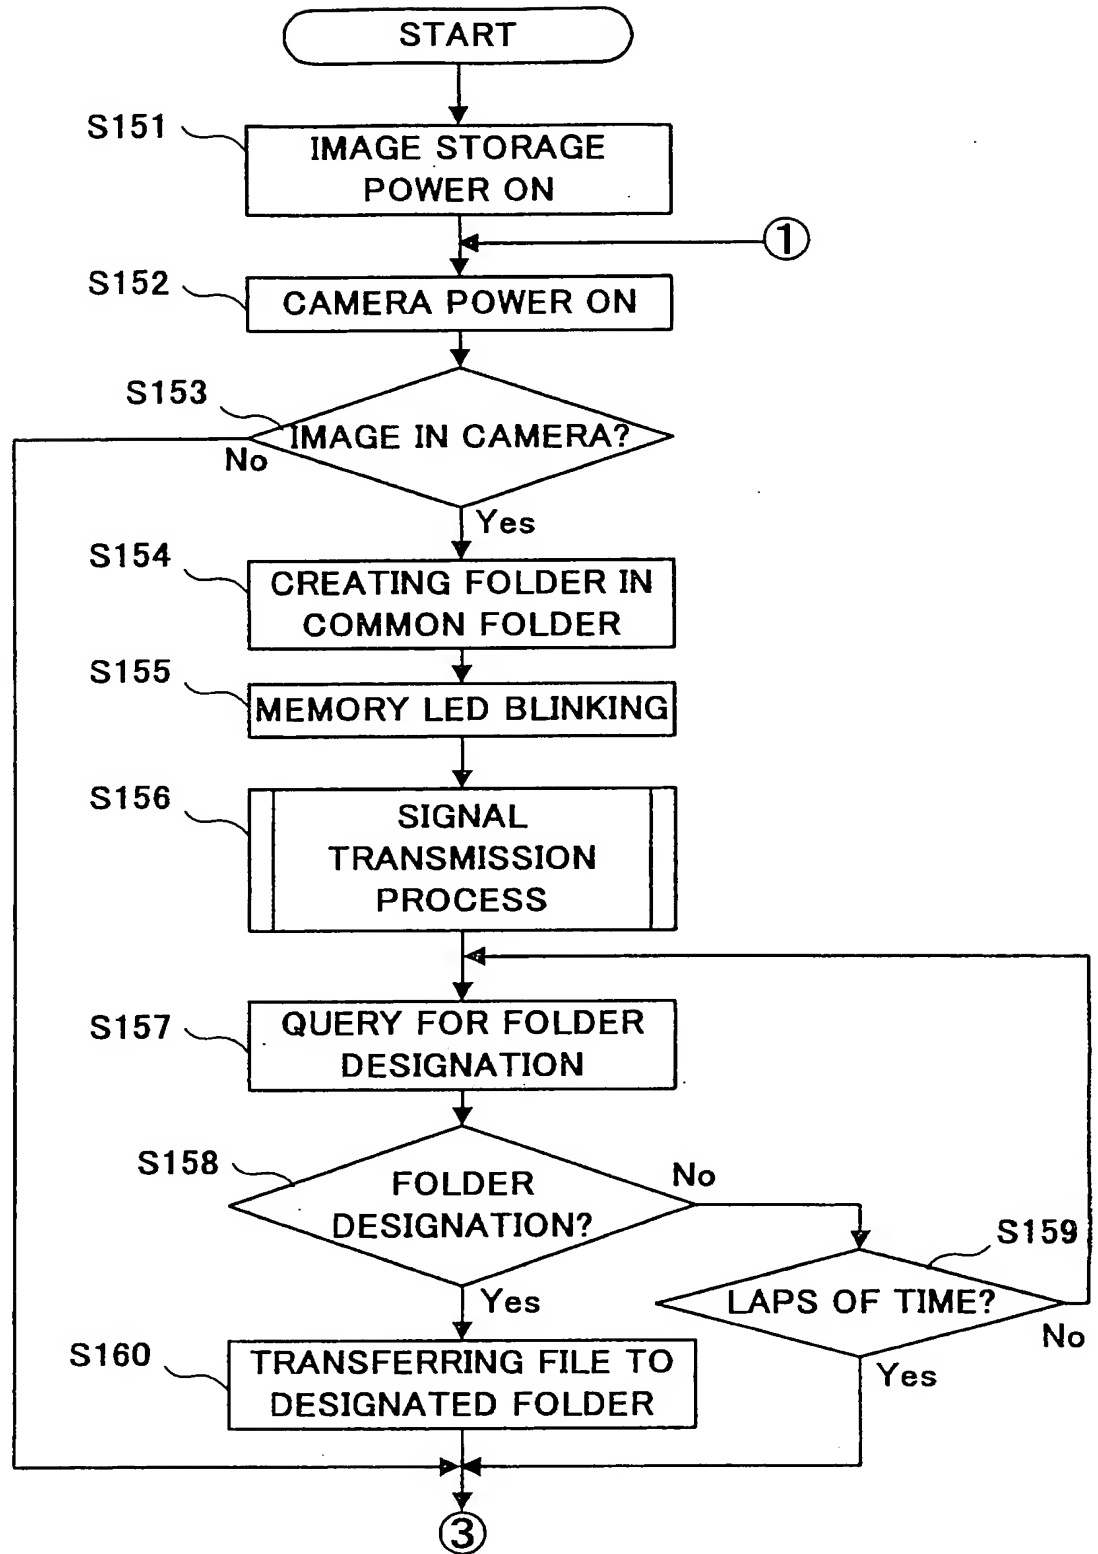 START
S151
IMAGE STORAGE
POWER ON
①
S152
CAMERA POWER ON
S153
IMAGE IN CAMERA?
No
Yes
S154
CREATING FOLDER IN
COMMON FOLDER
S155
MEMORY LED BLINKING
S156
SIGNAL
TRANSMISSION
PROCESS
S157
QUERY FOR FOLDER
DESIGNATION
S158
FOLDER
DESIGNATION?
No
Yes
S159
LAPS OF TIME?
No
Yes
S160
TRANSFERRING FILE TO
DESIGNATED FOLDER
③